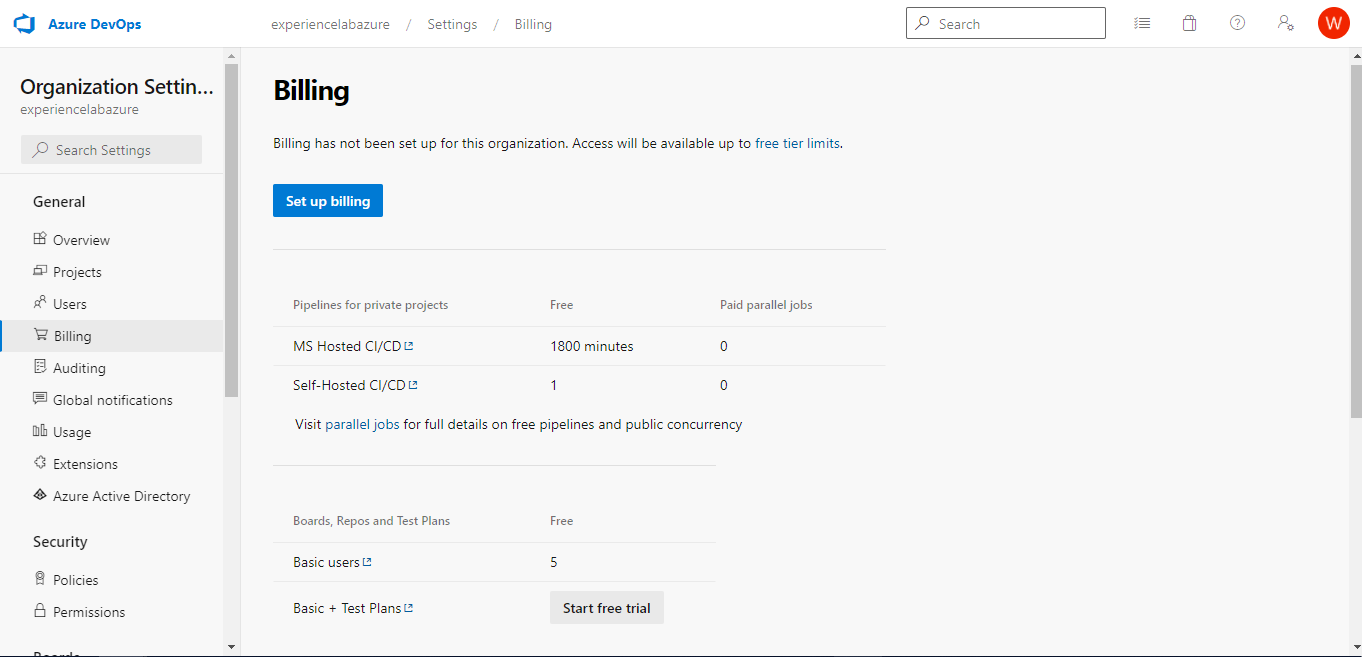 Azure DevOps
experiencelabazure / Settings / Billing
Search
W
Organization Settin...
experiencelabazure
Search Settings
General
Overview
Projects
Users
Billing
Auditing
Global notifications
Usage
Extensions
Azure Active Directory
Security
Policies
Permissions
Boards
Billing
Billing has not been set up for this organization. Access will be available up to free tier limits.
Set up billing
Pipelines for private projects Free Paid parallel jobs
MS Hosted CI/CD 1800 minutes 0
Self-Hosted CI/CD 1 0
Visit parallel jobs for full details on free pipelines and public concurrency
Boards, Repos and Test Plans Free
Basic users 5
Basic + Test Plans Start free trial